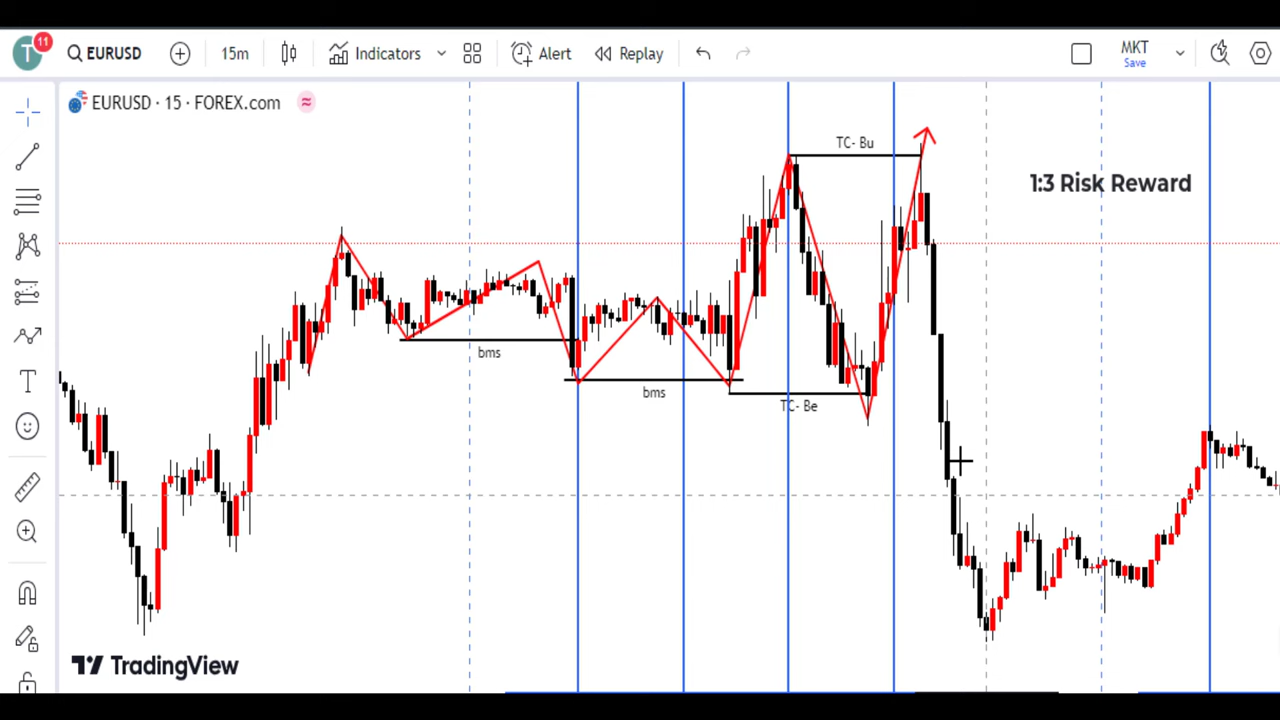 T 11 EURUSD 15m Indicators Alert Replay MKT
Save
EURUSD · 15 · FOREX.com
TC- Bu
1:3 Risk Reward
bms
bms
TC- Be
TradingView